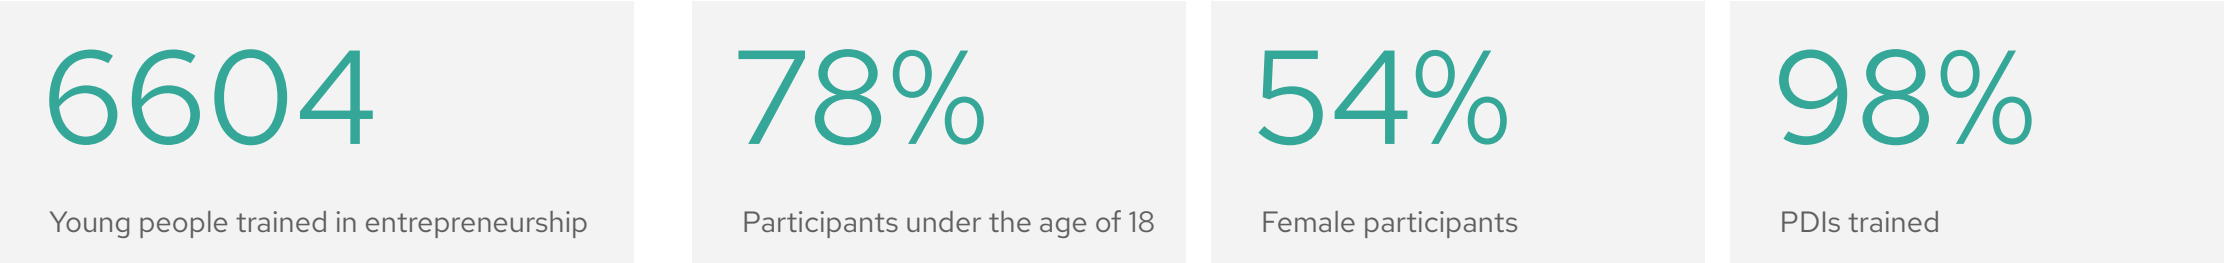 6604
Young people trained in entrepreneurship
78%
Participants under the age of 18
54%
Female participants
98%
PDIs trained